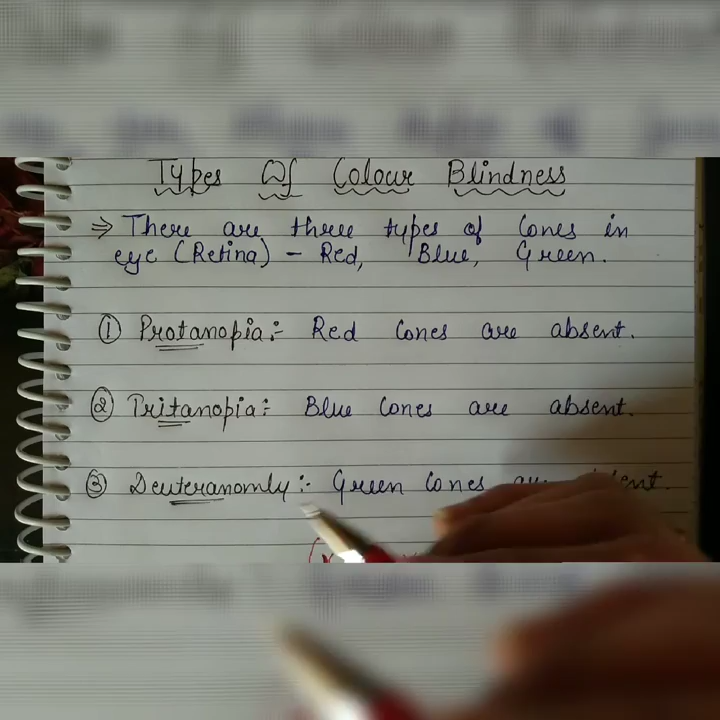 Types Of Colour Blindness
⇒ There are three types of Cones in
eye (Retina) - Red, Blue, Green.
① Protanopia:- Red Cones are absent.
② Tritanopia:- Blue Cones are absent.
③ Deuteranomly:- Green Cones